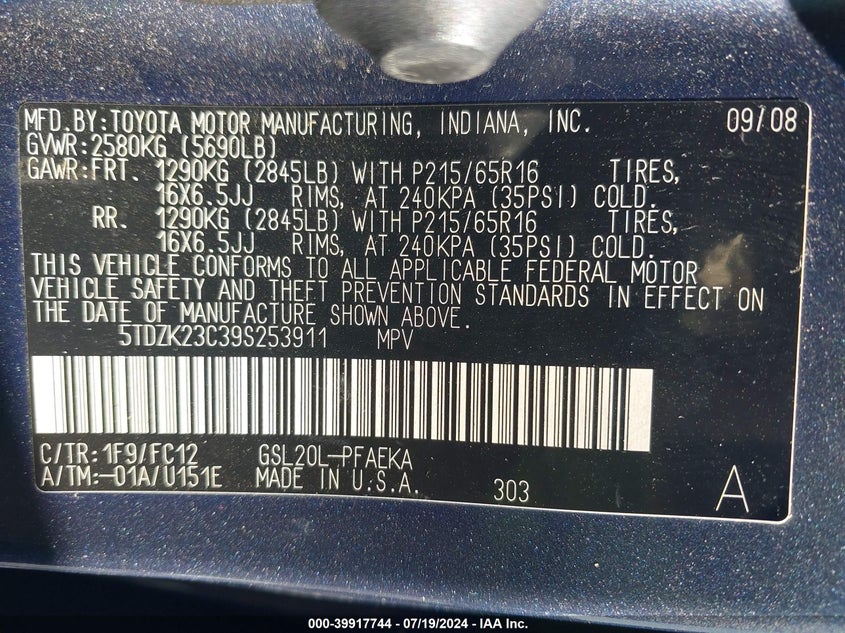 MFD.BY:TOYOTA MOTOR MANUFACTURING, INDIANA, INC. 09/08
GVWR:2580KG (5690LB)
GAWR:FRT. 1290KG (2845LB) WITH P215/65R16 TIRES,
16X6.5JJ RIMS, AT 240KPA (35PSI) COLD.
RR. 1290KG (2845LB) WITH P215/65R16 TIRES,
16X6.5JJ RIMS, AT 240KPA (35PSI) COLD.
THIS VEHICLE CONFORMS TO ALL APPLICABLE FEDERAL MOTOR
VEHICLE SAFETY AND THEFT PREVENTION STANDARDS IN EFFECT ON
THE DATE OF MANUFACTURE SHOWN ABOVE.
5TDZK23C39S253911 MPV
C/TR:1F9/FC12 GSL20L-PFAEKA
A/TM:-01A/U151E MADE IN U.S.A. 303 A
000-39917744 - 07/19/2024 - IAA, Inc.